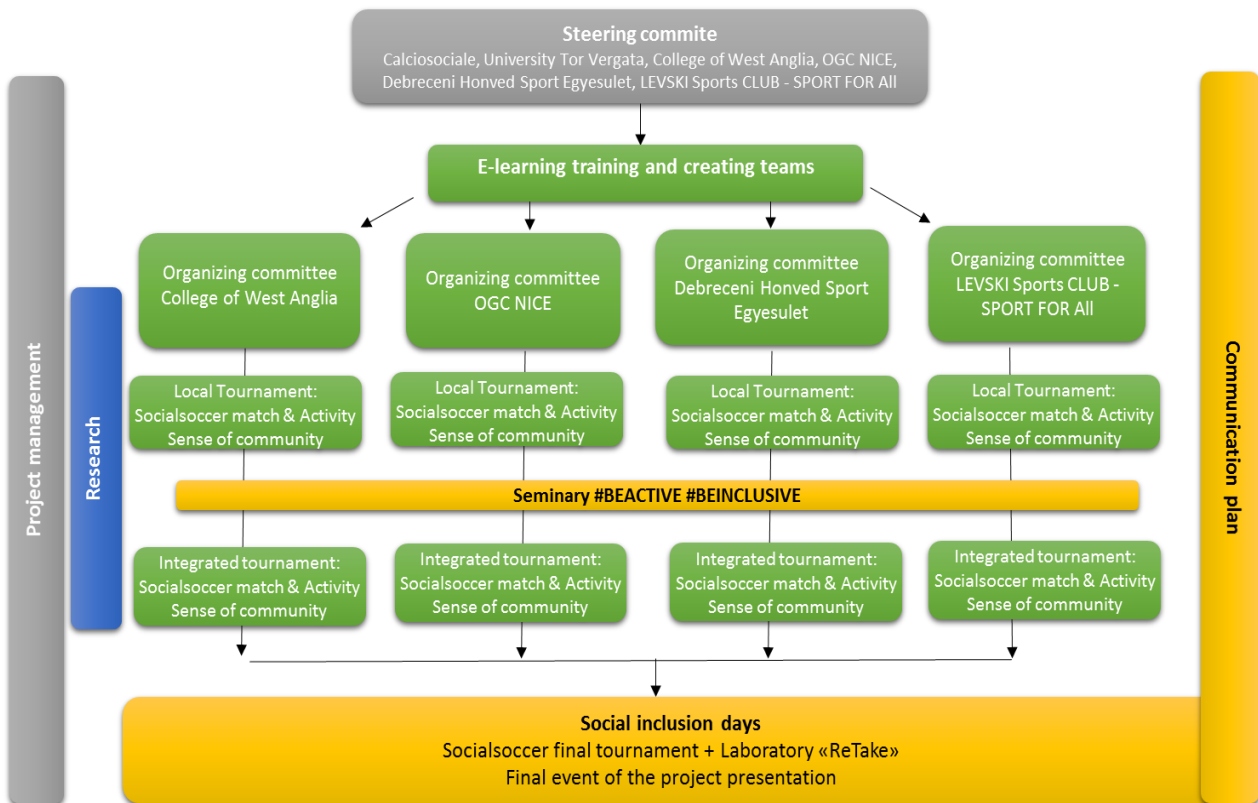 Steering commite
Calciosociale, University Tor Vergata, College of West Anglia, OGC NICE,
Debreceni Honved Sport Egyesulet, LEVSKI Sports CLUB - SPORT FOR All
E-learning training and creating teams
Organizing committee
College of West Anglia
Organizing committee
OGC NICE
Organizing committee
Debreceni Honved Sport
Egyesulet
Organizing committee
LEVSKI Sports CLUB -
SPORT FOR All
Project management
Research
Communication plan
Local Tournament:
Socialsoccer match & Activity
Sense of community
Local Tournament:
Socialsoccer match & Activity
Sense of community
Local Tournament:
Socialsoccer match & Activity
Sense of community
Local Tournament:
Socialsoccer match & Activity
Sense of community
Seminary #BEACTIVE #BEINCLUSIVE
Integrated tournament:
Socialsoccer match & Activity
Sense of community
Integrated tournament:
Socialsoccer match & Activity
Sense of community
Integrated tournament:
Socialsoccer match & Activity
Sense of community
Integrated tournament:
Socialsoccer match & Activity
Sense of community
Social inclusion days
Socialsoccer final tournament + Laboratory «ReTake»
Final event of the project presentation